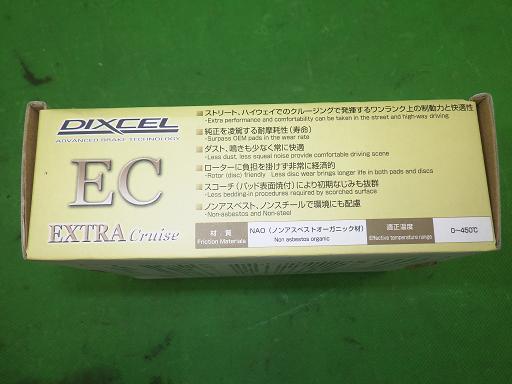 DIXCEL
ADVANCED BRAKE TECHNOLOGY
EC
EXTRA Cruise
■ストリート、ハイウェイでのクルージングで発揮するワンランク上の制動力と快適性
-Extra performance and comfortability can be taken in the street and high-way driving
■純正を凌駕する耐摩耗性（寿命）
-Surpass OEM pads in the wear rate
■ダスト、鳴きも少なく常に快適
-Less dust, less squeal noise provide comfortable driving scene
■ローターに負担を掛けず非常に経済的
-Rotor (disc) friendly Less disc wear brings longer life in both pads and discs
■スコーチ（パッド表面焼付）により初期なじみも抜群
-Less bedding-in procedures required by scorched surface
■ノンアスベスト、ノンスチールで環境にも配慮
-Non-asbestos and Non-steel
材 : 質
Friction Materials
NAO（ノンアスベストオーガニック材）
Non asbestos organic
適正温度
Effective temperature range
0~450℃